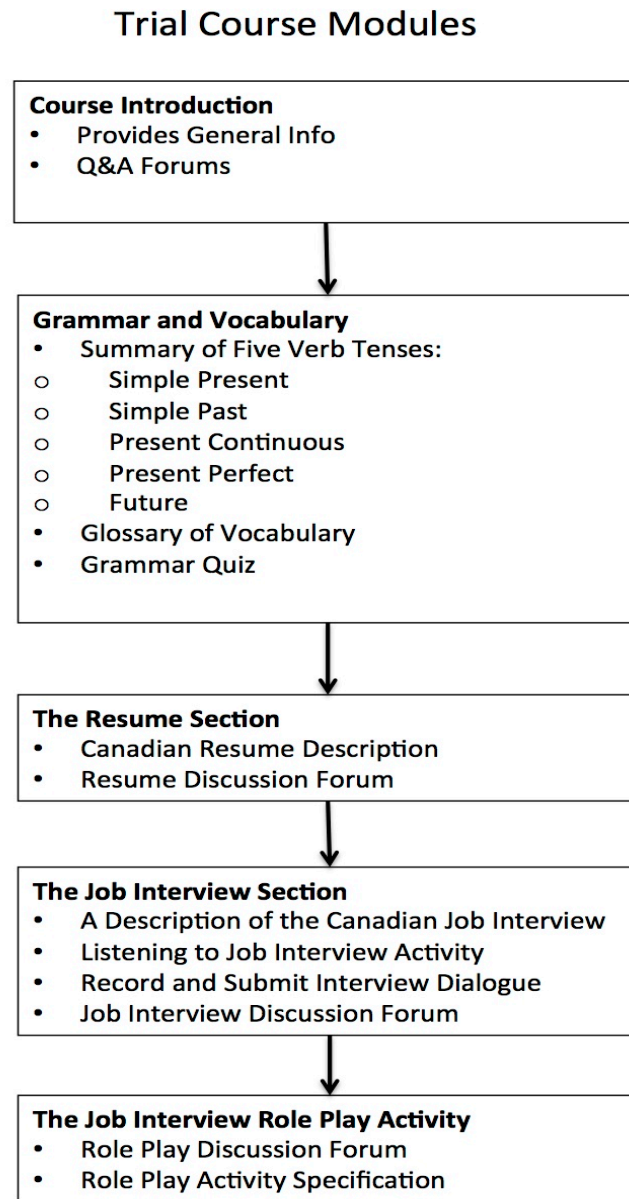 Trial Course Modules
Course Introduction
• Provides General Info
• Q&A Forums
Grammar and Vocabulary
• Summary of Five Verb Tenses:
o Simple Present
o Simple Past
o Present Continuous
o Present Perfect
o Future
• Glossary of Vocabulary
• Grammar Quiz
The Resume Section
• Canadian Resume Description
• Resume Discussion Forum
The Job Interview Section
• A Description of the Canadian Job Interview
• Listening to Job Interview Activity
• Record and Submit Interview Dialogue
• Job Interview Discussion Forum
The Job Interview Role Play Activity
• Role Play Discussion Forum
• Role Play Activity Specification